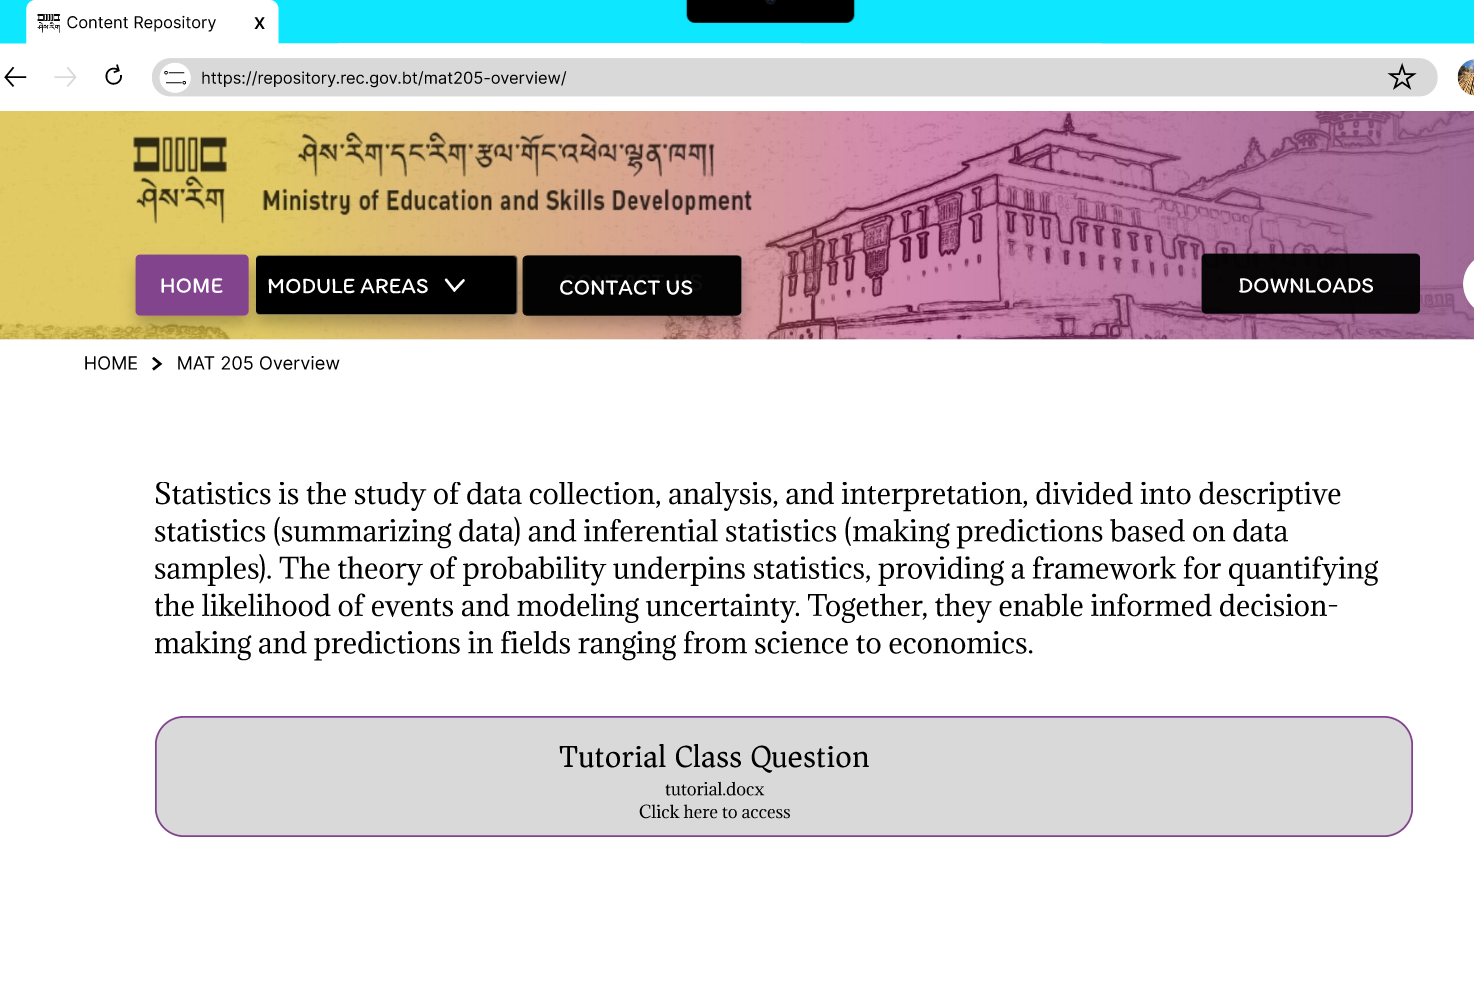 Content Repository X
https://repository.rec.gov.bt/mat205-overview/
ཤེས་རིག་དང་རིག་རྩལ་གོང་འཕེལ་ལྷན་ཁག།
ཤེས་རིག
Ministry of Education and Skills Development
HOME MODULE AREAS CONTACT US DOWNLOADS
HOME > MAT 205 Overview
Statistics is the study of data collection, analysis, and interpretation, divided into descriptive
statistics (summarizing data) and inferential statistics (making predictions based on data
samples). The theory of probability underpins statistics, providing a framework for quantifying
the likelihood of events and modeling uncertainty. Together, they enable informed decision-
making and predictions in fields ranging from science to economics.
Tutorial Class Question
tutorial.docx
Click here to access